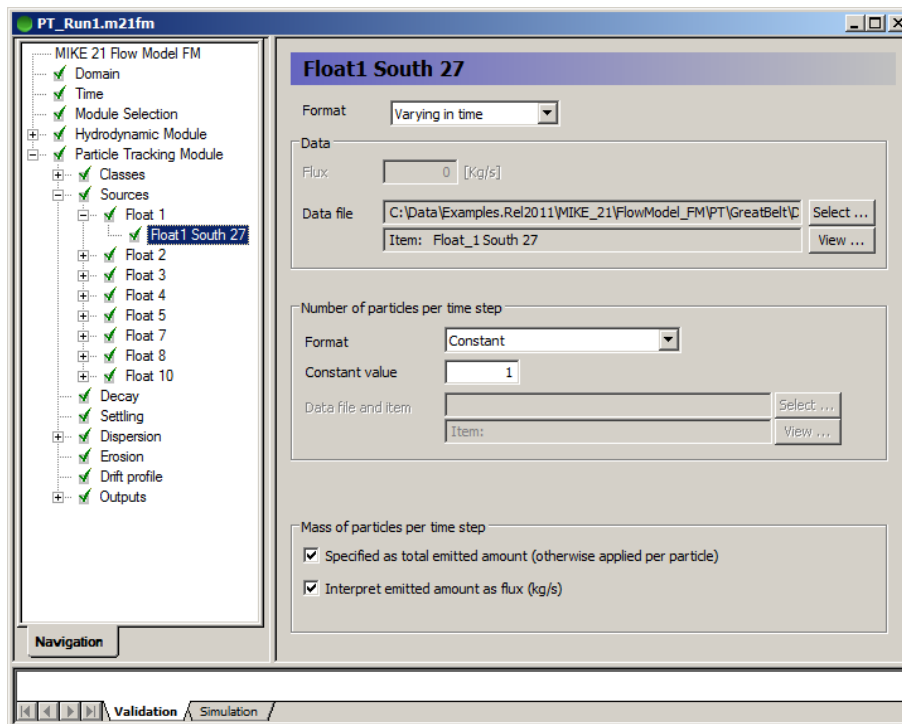 PT_Run1.m21fm
MIKE 21 Flow Model FM
Domain
Time
Module Selection
Hydrodynamic Module
Particle Tracking Module
Classes
Sources
Float 1
Float1 South 27
Float 2
Float 3
Float 4
Float 5
Float 7
Float 8
Float 10
Decay
Settling
Dispersion
Erosion
Drift profile
Outputs
Navigation
Float1 South 27
Format Varying in time
Data
Flux 0 [Kg/s]
Data file C:\Data\Examples.Rel2011\MIKE_21\FlowModel_FM\PT\GreatBelt\D Select ...
Item: Float_1 South 27 View ...
Number of particles per time step
Format Constant
Constant value 1
Data file and item Select ...
Item: View ...
Mass of particles per time step
Specified as total emitted amount (otherwise applied per particle)
Interpret emitted amount as flux (kg/s)
Validation Simulation